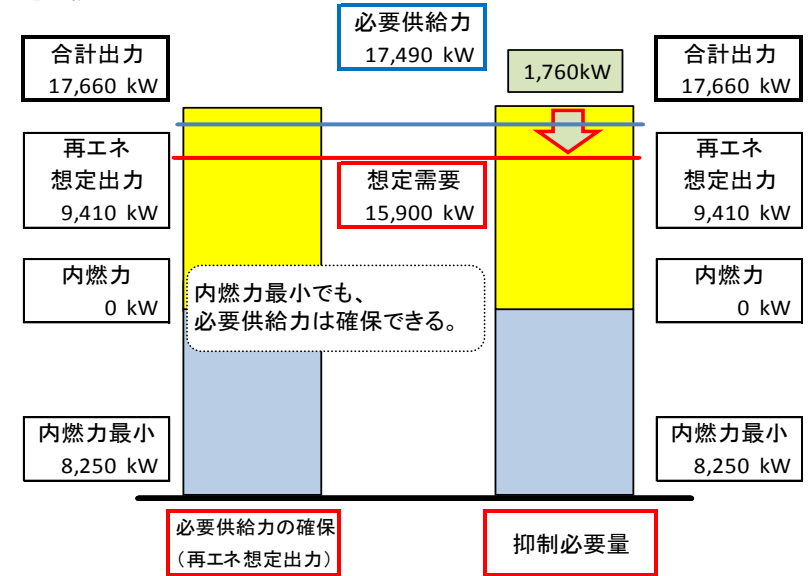 必要供給力
17,490 kW
合計出力
17,660 kW
1,760kW
合計出力
17,660 kW
再エネ
想定出力
9,410 kW
想定需要
15,900 kW
再エネ
想定出力
9,410 kW
内燃力
0 kW
内燃力最小でも、
必要供給力は確保できる。
内燃力
0 kW
内燃力最小
8,250 kW
内燃力最小
8,250 kW
必要供給力の確保
（再エネ想定出力）
抑制必要量